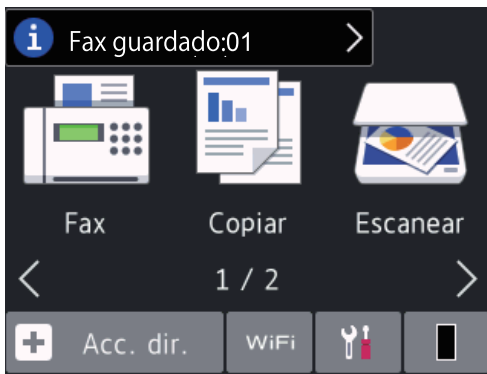 Fax guardado:01
Fax Copiar Escanear
1 / 2
Acc. dir. WiFi